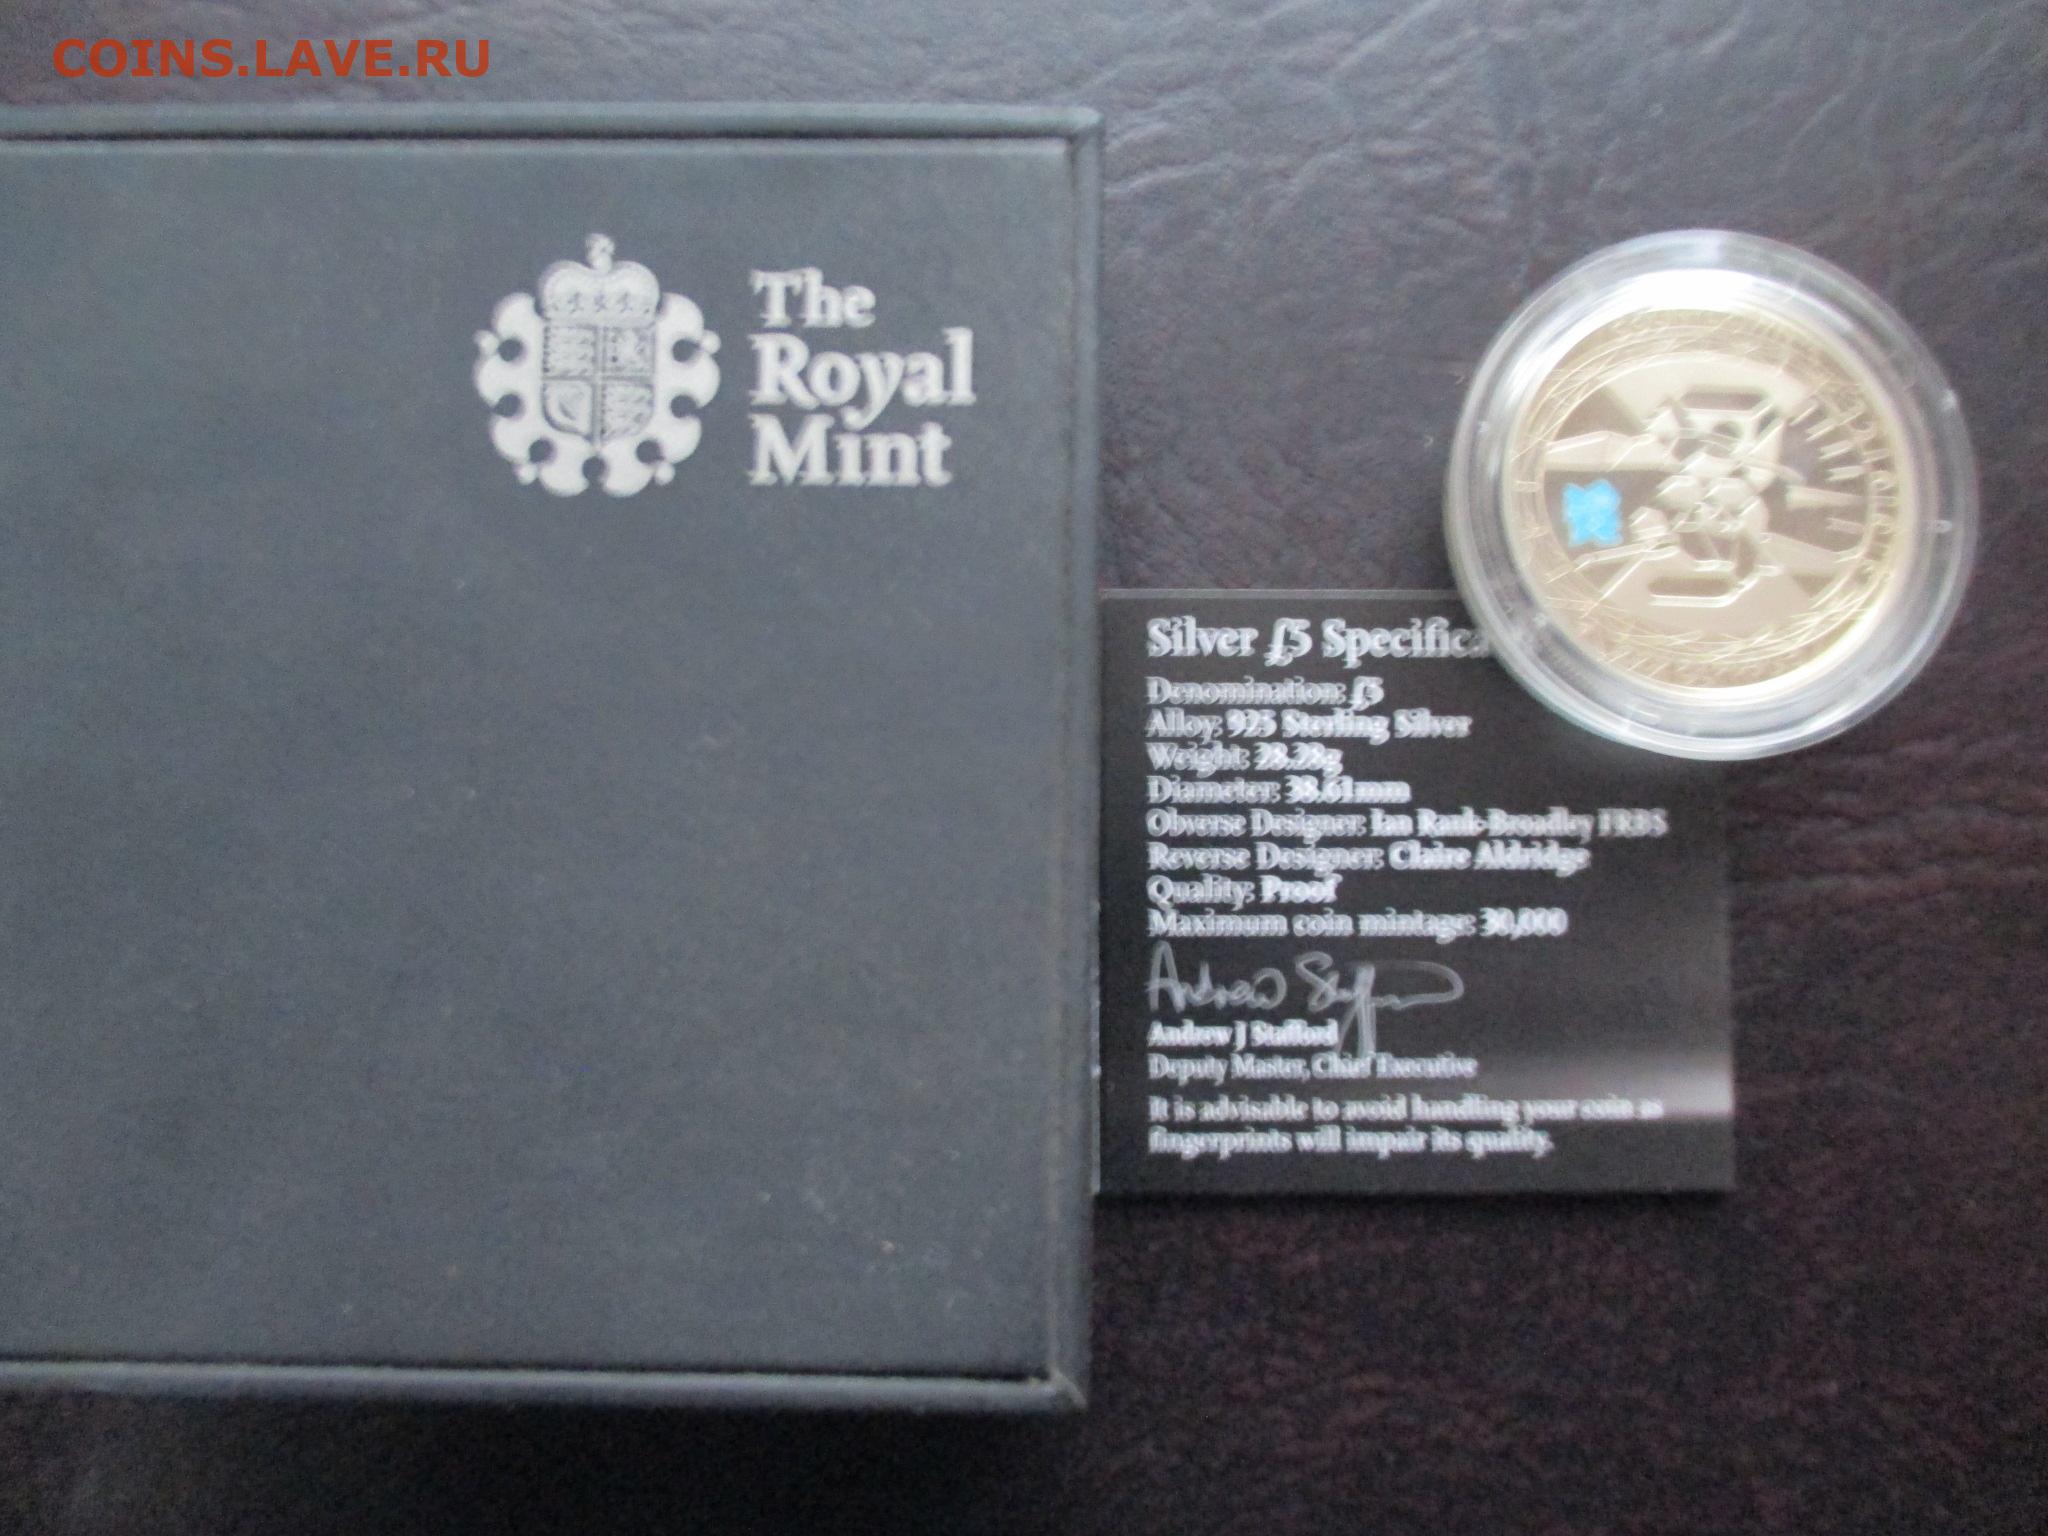 COINS.LAVE.RU
The
Royal
Mint
Silver £5 Specifica
Denomination: £5
Alloy: 925 Sterling Silver
Weight: 28.28g
Diameter: 38.61mm
Obverse Designer: Ian Rank-Broadley FRBS
Reverse Designer: Claire Aldridge
Quality: Proof
Maximum coin mintage: 30,000
Andrew Stafford
Andrew J Stafford
Deputy Master, Chief Executive
It is advisable to avoid handling your coin as
fingerprints will impair its quality.